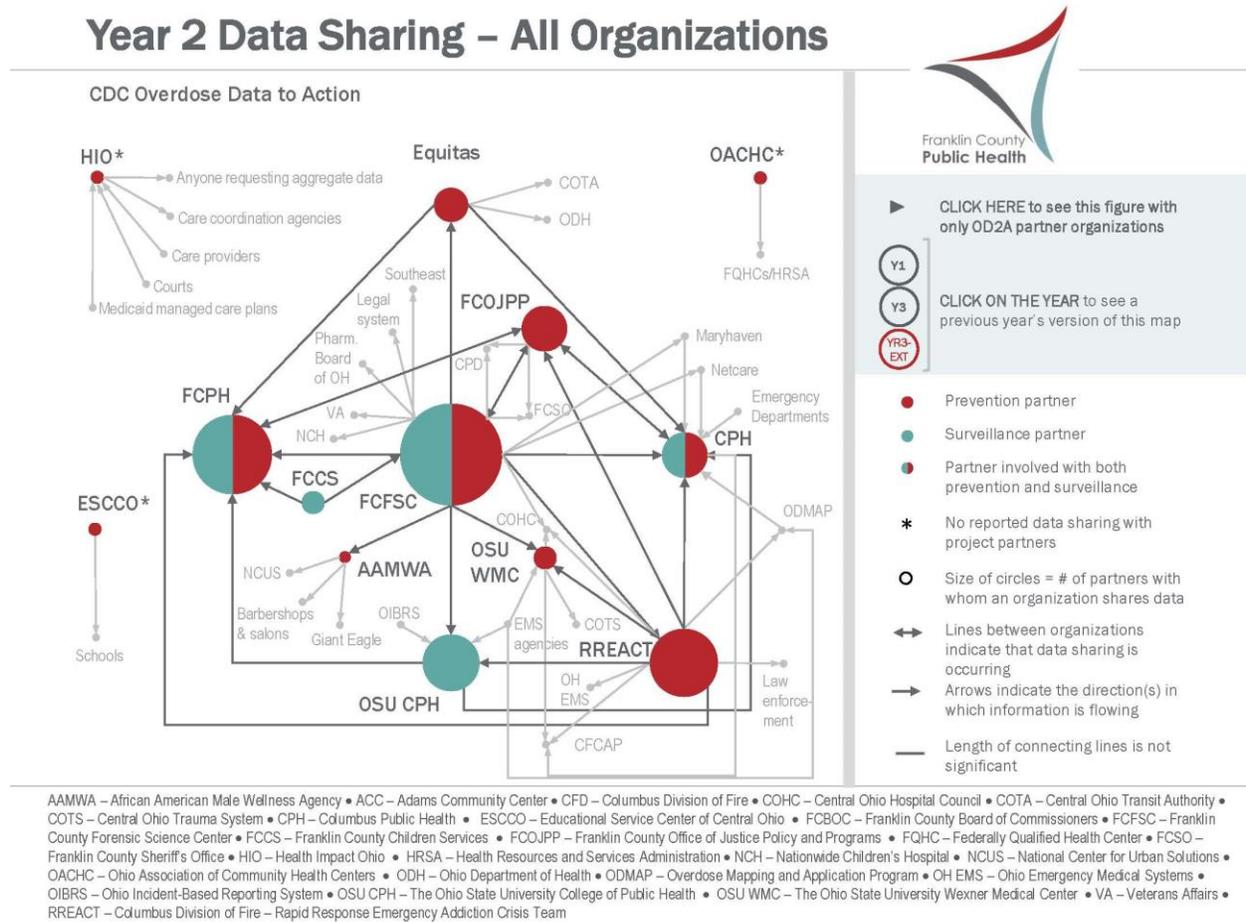 Year 2 Data Sharing – All Organizations
CDC Overdose Data to Action
Franklin County
Public Health
HIO*
Anyone requesting aggregate data
Care coordination agencies
Care providers
Courts
Medicaid managed care plans
Equitas
COTA
ODH
OACHC*
FQHCs/HRSA
Southeast
Legal
system
Pharm.
Board
of OH
VA
NCH
FCOJPP
CPD
FCSO
Maryhaven
Netcare
Emergency
Departments
FCPH
CPH
FCCS
FCFSC
ESCCO*
Schools
COHC
ODMAP
OSU
WMC
AAMWA
NCUS
Barbershops
& salons
Giant Eagle
OIBRS
EMS
agencies
COTS
RREACT
OSU CPH
OH
EMS
Law
enforce-
ment
CFCAP
CLICK HERE to see this figure with
only OD2A partner organizations
Y1
Y3
YR3-
EXT
CLICK ON THE YEAR to see a
previous year's version of this map
Prevention partner
Surveillance partner
Partner involved with both
prevention and surveillance
* No reported data sharing with
project partners
Size of circles = # of partners with
whom an organization shares data
Lines between organizations
indicate that data sharing is
occurring
Arrows indicate the direction(s) in
which information is flowing
Length of connecting lines is not
significant
AAMWA – African American Male Wellness Agency • ACC – Adams Community Center • CFD – Columbus Division of Fire • COHC – Central Ohio Hospital Council • COTA – Central Ohio Transit Authority •
COTS – Central Ohio Trauma System • CPH – Columbus Public Health • ESCCO – Educational Service Center of Central Ohio • FCBOC – Franklin County Board of Commissioners • FCFSC – Franklin
County Forensic Science Center • FCCS – Franklin County Children Services • FCOJPP – Franklin County Office of Justice Policy and Programs • FQHC – Federally Qualified Health Center • FCSO –
Franklin County Sheriff's Office • HIO – Health Impact Ohio • HRSA – Health Resources and Services Administration • NCH – Nationwide Children's Hospital • NCUS – National Center for Urban Solutions •
OACHC – Ohio Association of Community Health Centers • ODH – Ohio Department of Health • ODMAP – Overdose Mapping and Application Program • OH EMS – Ohio Emergency Medical Systems •
OIBRS – Ohio Incident-Based Reporting System • OSU CPH – The Ohio State University College of Public Health • OSU WMC – The Ohio State University Wexner Medical Center • VA – Veterans Affairs •
RREACT – Columbus Division of Fire – Rapid Response Emergency Addiction Crisis Team